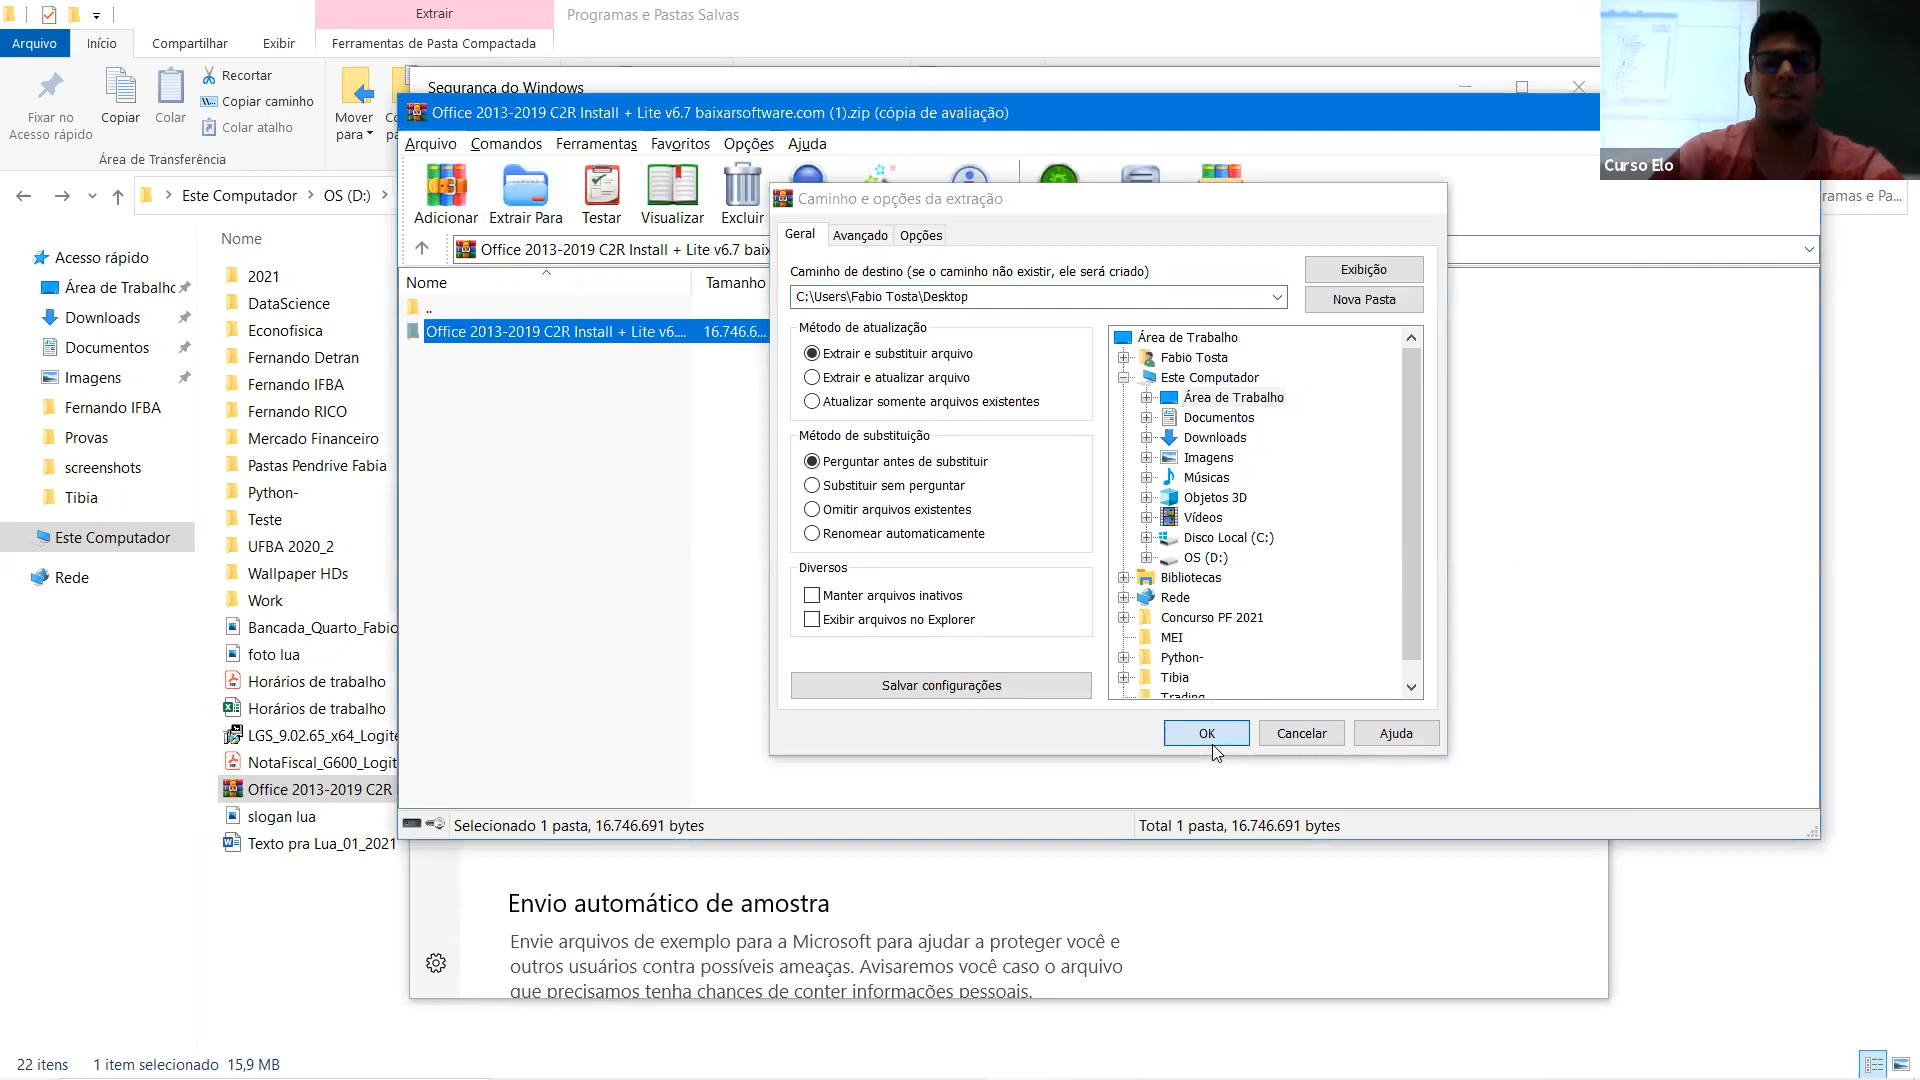 Extrair
Programas e Pastas Salvas
Arquivo
Início
Compartilhar
Exibir
Ferramentas de Pasta Compactada
Fixar no
Acesso rápido
Copiar
Colar
Recortar
Copiar caminho
Colar atalho
Mover
para
Área de Transferência
Segurança do Windows
Office 2013-2019 C2R Install + Lite v6.7 baixarsoftware.com (1).zip (cópia de avaliação)
Arquivo
Comandos
Ferramentas
Favoritos
Opções
Ajuda
Adicionar
Extrair Para
Testar
Visualizar
Excluir
Curso Elo
Este Computador
OS (D:)
ramas e Pa...
Office 2013-2019 C2R Install + Lite v6.7 baix
Nome
Tamanho
..
Office 2013-2019 C2R Install + Lite v6....
16.746.6...
Acesso rápido
Área de Trabalho
Downloads
Documentos
Imagens
Fernando IFBA
Provas
screenshots
Tibia
Este Computador
Rede
Nome
2021
DataScience
Econofisica
Fernando Detran
Fernando IFBA
Fernando RICO
Mercado Financeiro
Pastas Pendrive Fabia
Python-
Teste
UFBA 2020_2
Wallpaper HDs
Work
Bancada_Quarto_Fabio
foto lua
Horários de trabalho
Horários de trabalho
LGS_9.02.65_x64_Logite
NotaFiscal_G600_Logit
Office 2013-2019 C2R
slogan lua
Texto pra Lua_01_2021
Caminho e opções da extração
Geral
Avançado
Opções
Caminho de destino (se o caminho não existir, ele será criado)
C:\Users\Fabio Tosta\Desktop
Exibição
Nova Pasta
Método de atualização
Extrair e substituir arquivo
Extrair e atualizar arquivo
Atualizar somente arquivos existentes
Método de substituição
Perguntar antes de substituir
Substituir sem perguntar
Omitir arquivos existentes
Renomear automaticamente
Diversos
Manter arquivos inativos
Exibir arquivos no Explorer
Salvar configurações
Área de Trabalho
Fabio Tosta
Este Computador
Área de Trabalho
Documentos
Downloads
Imagens
Músicas
Objetos 3D
Vídeos
Disco Local (C:)
OS (D:)
Bibliotecas
Rede
Concurso PF 2021
MEI
Python-
Tibia
Trading
OK
Cancelar
Ajuda
Selecionado 1 pasta, 16.746.691 bytes
Total 1 pasta, 16.746.691 bytes
Envio automático de amostra
Envie arquivos de exemplo para a Microsoft para ajudar a proteger você e
outros usuários contra possíveis ameaças. Avisaremos você caso o arquivo
que precisamos tenha chances de conter informações pessoais.
22 itens
1 item selecionado 15,9 MB